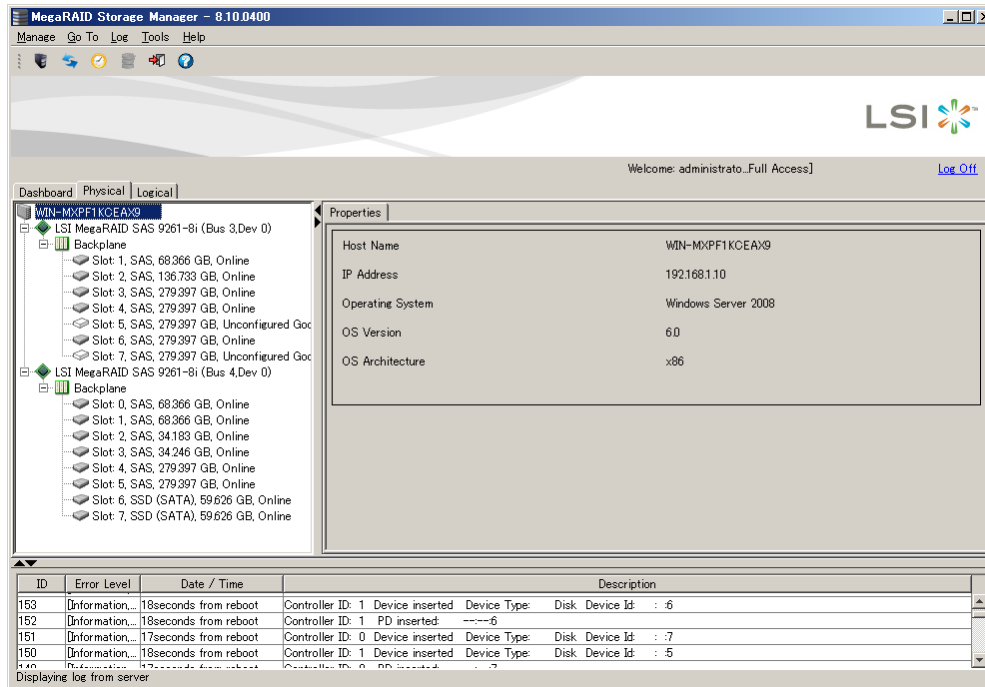 MegaRAID Storage Manager - 8.10.0400
Manage Go To Log Tools Help
LSI
Welcome: administrato...Full Access]
Log Off
Dashboard Physical Logical
WIN-MXPF1KCEAX9
LSI MegaRAID SAS 9261-8i (Bus 3,Dev 0)
Backplane
Slot: 1, SAS, 68.366 GB, Online
Slot: 2, SAS, 136.733 GB, Online
Slot: 3, SAS, 279.397 GB, Online
Slot: 4, SAS, 279.397 GB, Online
Slot: 5, SAS, 279.397 GB, Unconfigured Goo
Slot: 6, SAS, 279.397 GB, Online
Slot: 7, SAS, 279.397 GB, Unconfigured Goo
LSI MegaRAID SAS 9261-8i (Bus 4,Dev 0)
Backplane
Slot: 0, SAS, 68.366 GB, Online
Slot: 1, SAS, 68.366 GB, Online
Slot: 2, SAS, 34.183 GB, Online
Slot: 3, SAS, 34.246 GB, Online
Slot: 4, SAS, 279.397 GB, Online
Slot: 5, SAS, 279.397 GB, Online
Slot: 6, SSD (SATA), 59.626 GB, Online
Slot: 7, SSD (SATA), 59.626 GB, Online
Properties
Host Name WIN-MXPF1KCEAX9
IP Address 192.168.1.10
Operating System Windows Server 2008
OS Version 6.0
OS Architecture x86
ID Error Level Date / Time Description
153 [Information,... 18seconds from reboot Controller ID: 1 Device inserted Device Type: Disk Device Id: : :6
152 [Information,... 18seconds from reboot Controller ID: 1 PD inserted: --:--:6
151 [Information,... 17seconds from reboot Controller ID: 0 Device inserted Device Type: Disk Device Id: : :7
150 [Information,... 18seconds from reboot Controller ID: 1 Device inserted Device Type: Disk Device Id: : :5
Displaying log from server